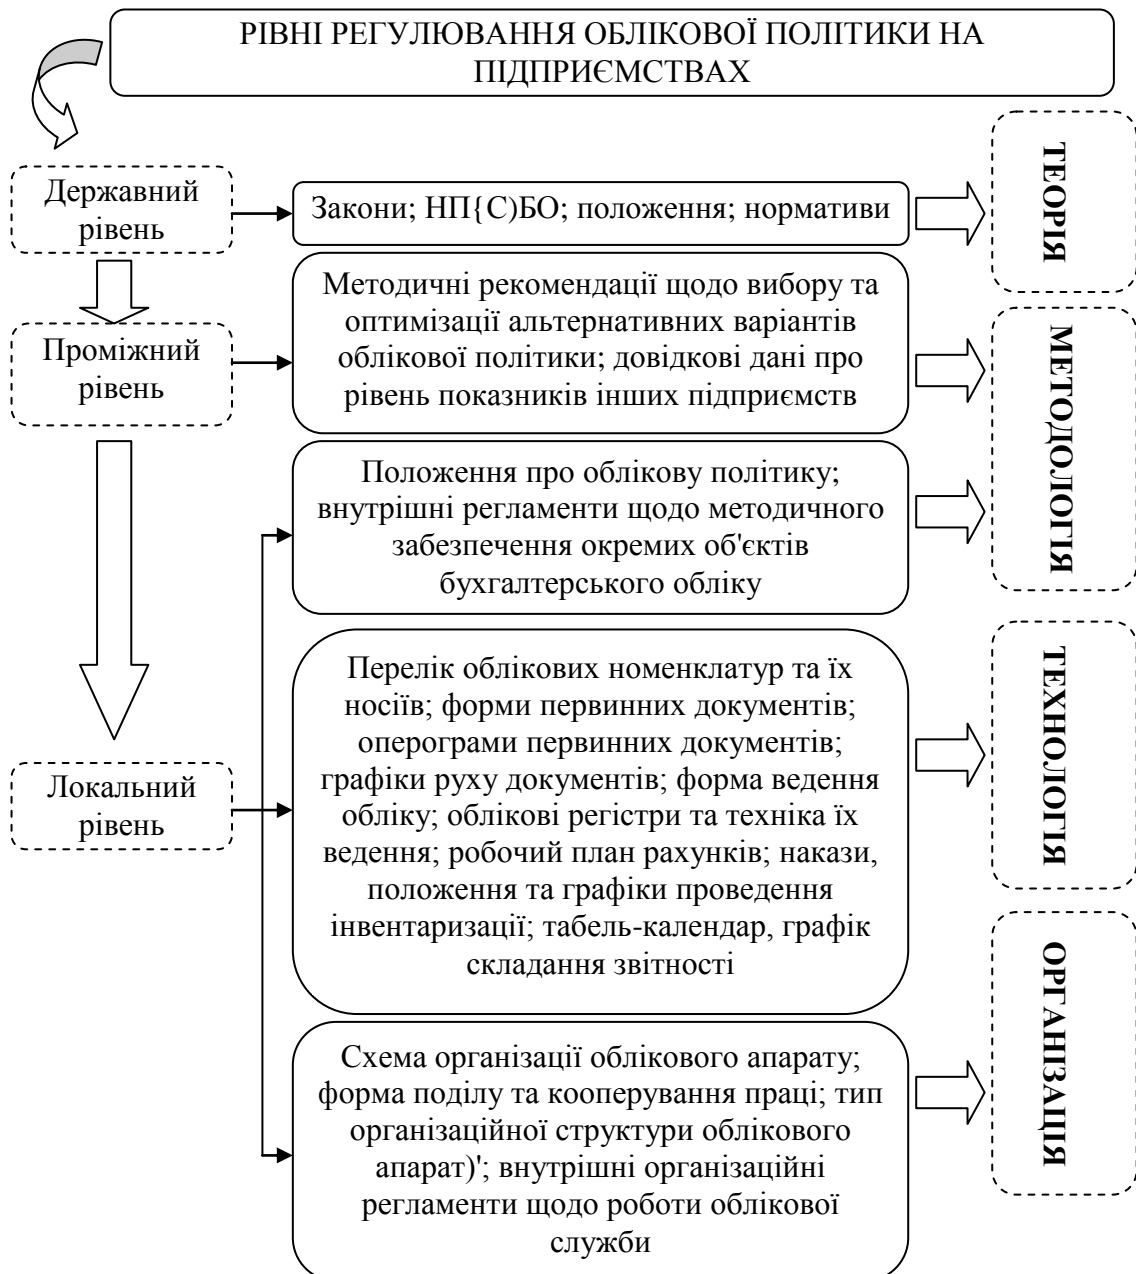 РІВНІ РЕГУЛЮВАННЯ ОБЛІКОВОЇ ПОЛІТИКИ НА
ПІДПРИЄМСТВАХ
Державний
рівень
Закони; НП{С)БО; положення; нормативи
ТЕОРІЯ
Проміжний
рівень
Методичні рекомендації щодо вибору та
оптимізації альтернативних варіантів
облікової політики; довідкові дані про
рівень показників інших підприємств
МЕТОДОЛОГІЯ
Положення про облікову політику;
внутрішні регламенти щодо методичного
забезпечення окремих об'єктів
бухгалтерського обліку
Локальний
рівень
Перелік облікових номенклатур та їх
носіїв; форми первинних документів;
оперограми первинних документів;
графіки руху документів; форма ведення
обліку; облікові регістри та техніка їх
ведення; робочий план рахунків; накази,
положення та графіки проведення
інвентаризації; табель-календар, графік
складання звітності
ТЕХНОЛОГІЯ
Схема організації облікового апарату;
форма поділу та кооперування праці; тип
організаційної структури облікового
апарат)'; внутрішні організаційні
регламенти щодо роботи облікової
служби
ОРГАНІЗАЦІЯ